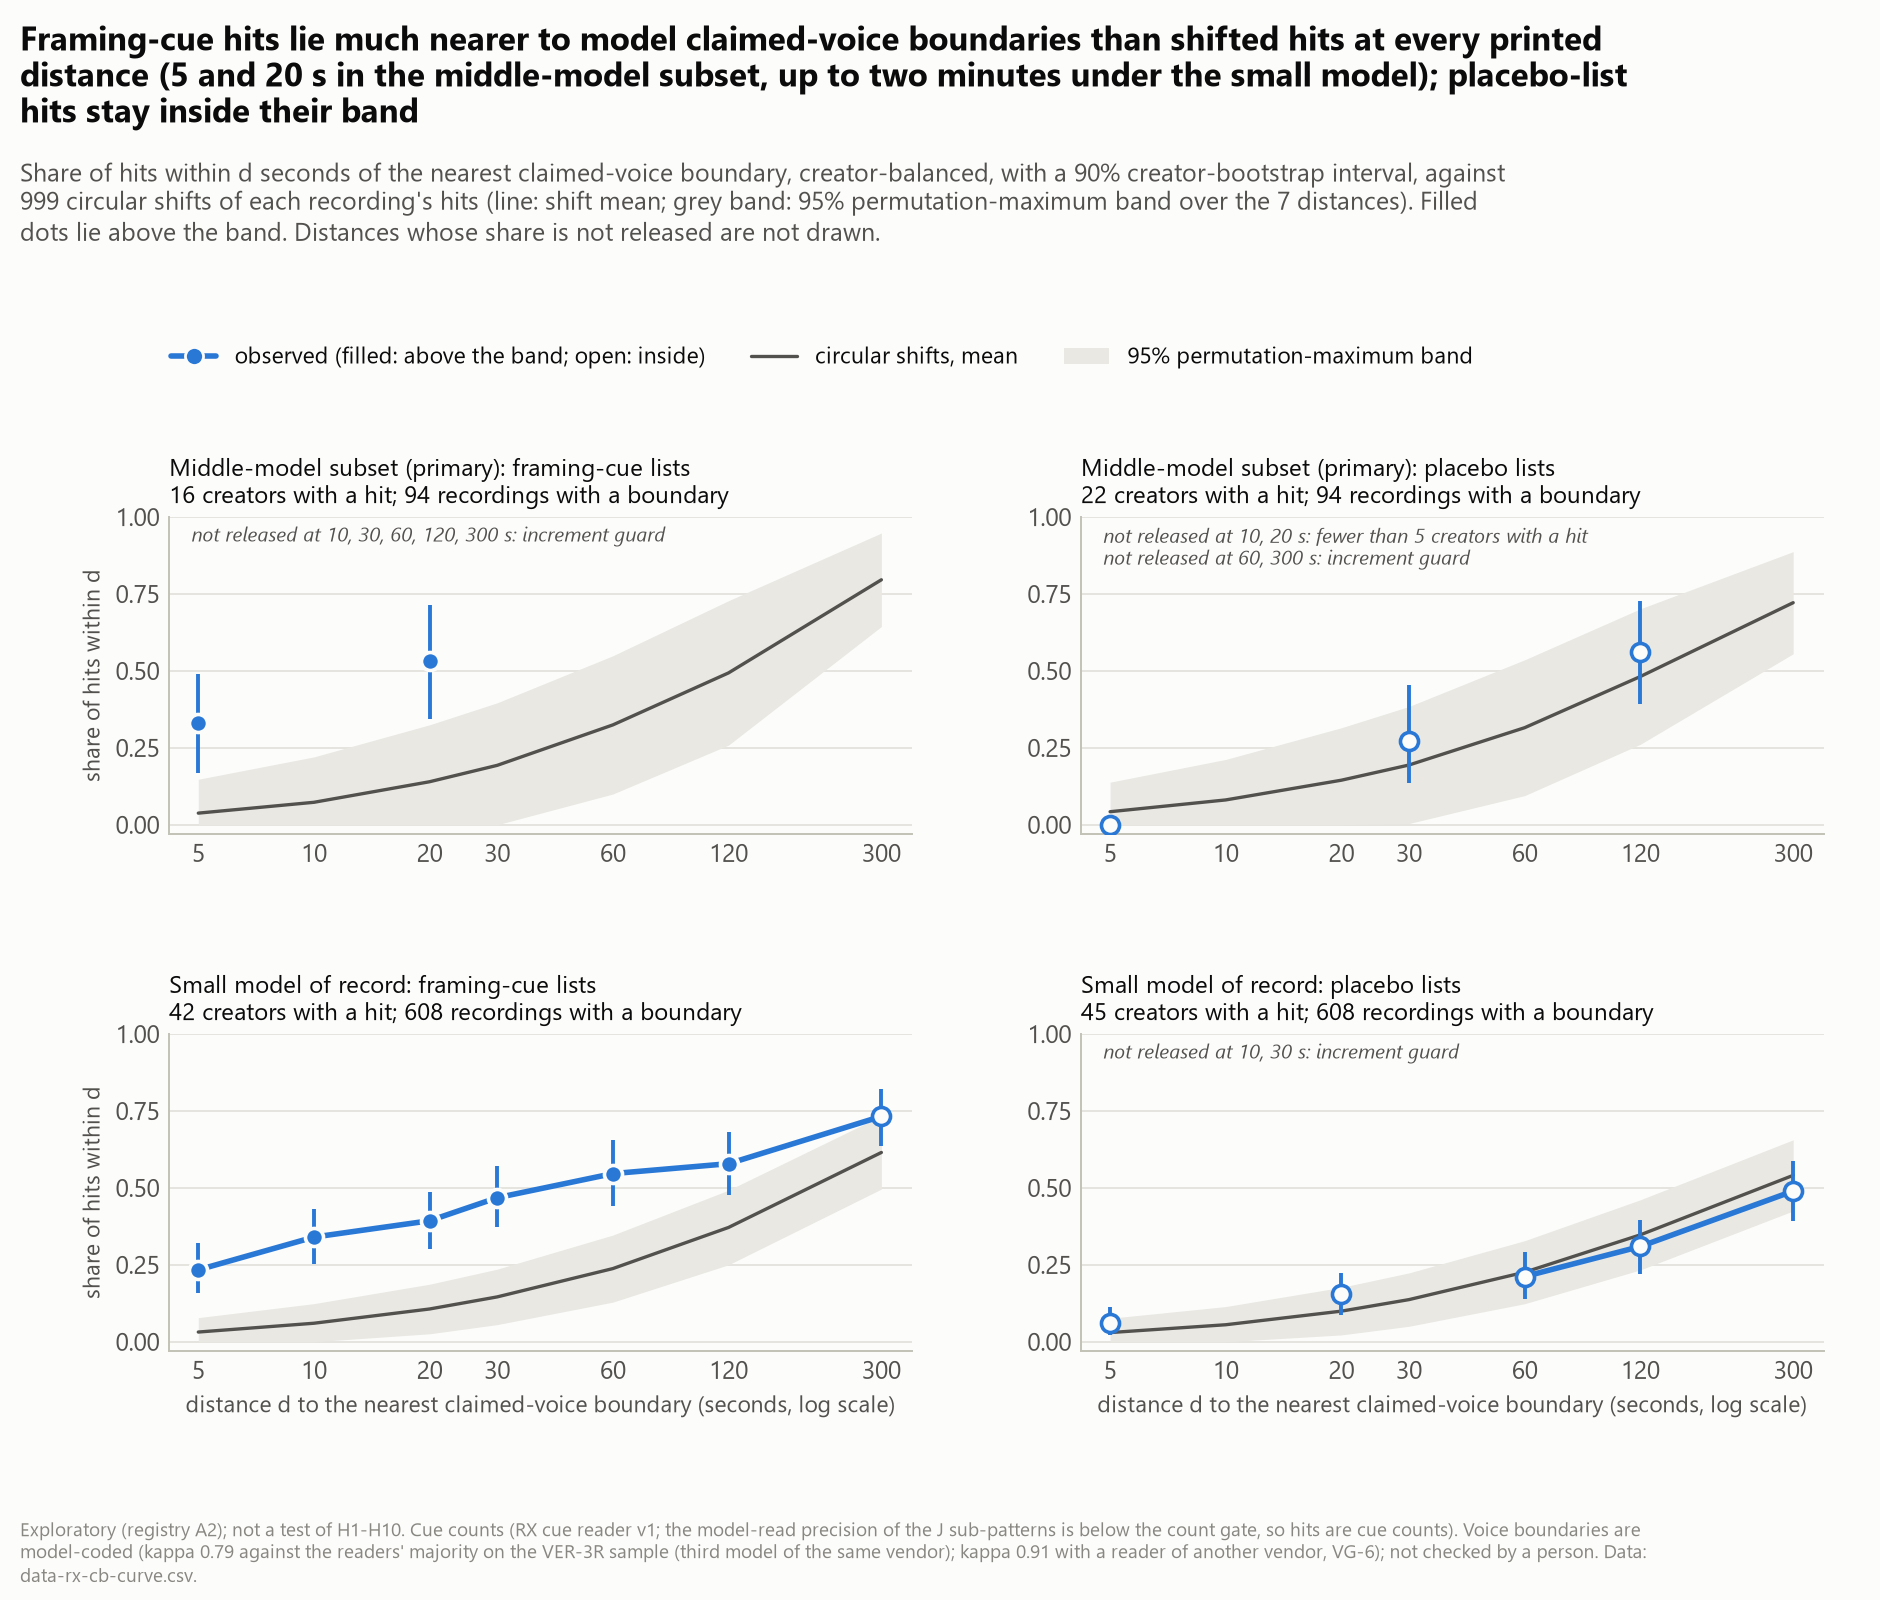 Framing-cue hits lie much nearer to model claimed-voice boundaries than shifted hits at every printed
distance (5 and 20 s in the middle-model subset, up to two minutes under the small model); placebo-list
hits stay inside their band
Share of hits within d seconds of the nearest claimed-voice boundary, creator-balanced, with a 90% creator-bootstrap interval, against
999 circular shifts of each recording's hits (line: shift mean; grey band: 95% permutation-maximum band over the 7 distances). Filled
dots lie above the band. Distances whose share is not released are not drawn.
observed (filled: above the band; open: inside)
circular shifts, mean
95% permutation-maximum band
Middle-model subset (primary): framing-cue lists
16 creators with a hit; 94 recordings with a boundary
not released at 10, 30, 60, 120, 300 s: increment guard
share of hits within d
1.00
0.75
0.50
0.25
0.00
5 10 20 30 60 120 300
Middle-model subset (primary): placebo lists
22 creators with a hit; 94 recordings with a boundary
not released at 10, 20 s: fewer than 5 creators with a hit
not released at 60, 300 s: increment guard
1.00
0.75
0.50
0.25
0.00
5 10 20 30 60 120 300
Small model of record: framing-cue lists
42 creators with a hit; 608 recordings with a boundary
share of hits within d
1.00
0.75
0.50
0.25
0.00
5 10 20 30 60 120 300
distance d to the nearest claimed-voice boundary (seconds, log scale)
Small model of record: placebo lists
45 creators with a hit; 608 recordings with a boundary
not released at 10, 30 s: increment guard
1.00
0.75
0.50
0.25
0.00
5 10 20 30 60 120 300
distance d to the nearest claimed-voice boundary (seconds, log scale)
Exploratory (registry A2); not a test of H1-H10. Cue counts (RX cue reader v1; the model-read precision of the J sub-patterns is below the count gate, so hits are cue counts). Voice boundaries are
model-coded (kappa 0.79 against the readers' majority on the VER-3R sample (third model of the same vendor); kappa 0.91 with a reader of another vendor, VG-6); not checked by a person. Data:
data-rx-cb-curve.csv.